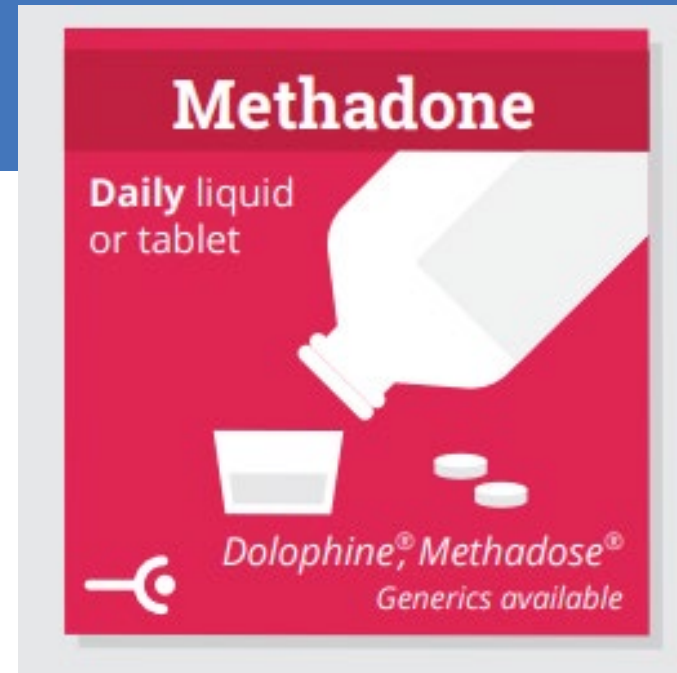 Methadone
Daily liquid
or tablet
Dolophine®, Methadose®
Generics available